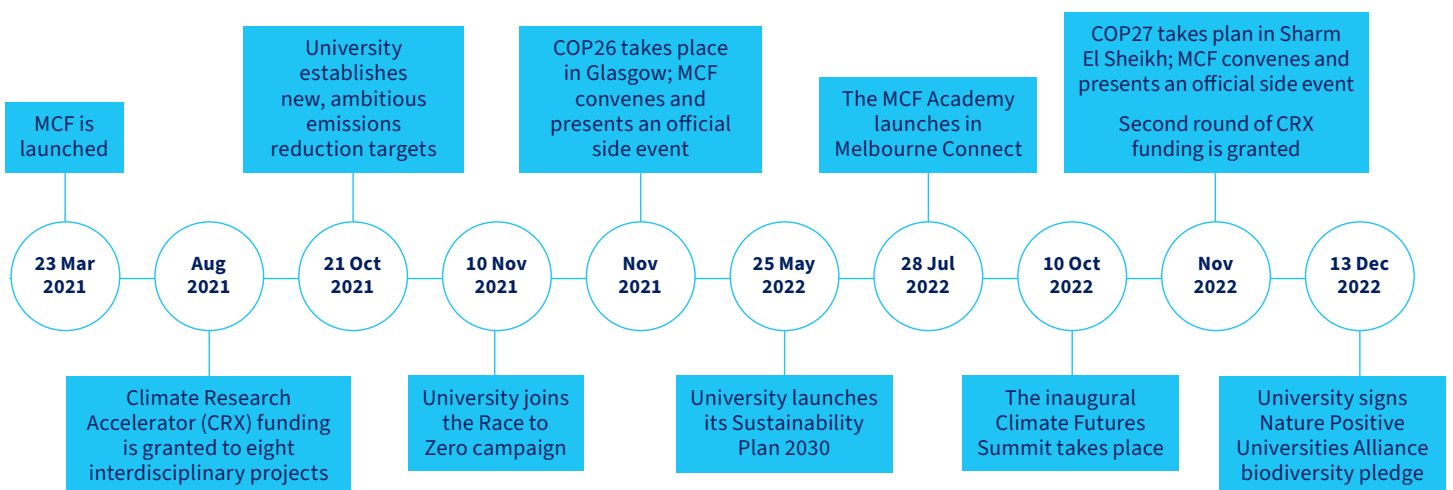 MCF is
launched
University
establishes
new, ambitious
emissions
reduction targets
COP26 takes place
in Glasgow; MCF
convenes and
presents an official
side event
The MCF Academy
launches in
Melbourne Connect
COP27 takes plan in Sharm
El Sheikh; MCF convenes and
presents an official side event
Second round of CRX
funding is granted
23 Mar
2021
Aug
2021
21 Oct
2021
10 Nov
2021
Nov
2021
25 May
2022
28 Jul
2022
10 Oct
2022
Nov
2022
13 Dec
2022
Climate Research
Accelerator (CRX) funding
is granted to eight
interdisciplinary projects
University joins
the Race to
Zero campaign
University launches
its Sustainability
Plan 2030
The inaugural
Climate Futures
Summit takes place
University signs
Nature Positive
Universities Alliance
biodiversity pledge